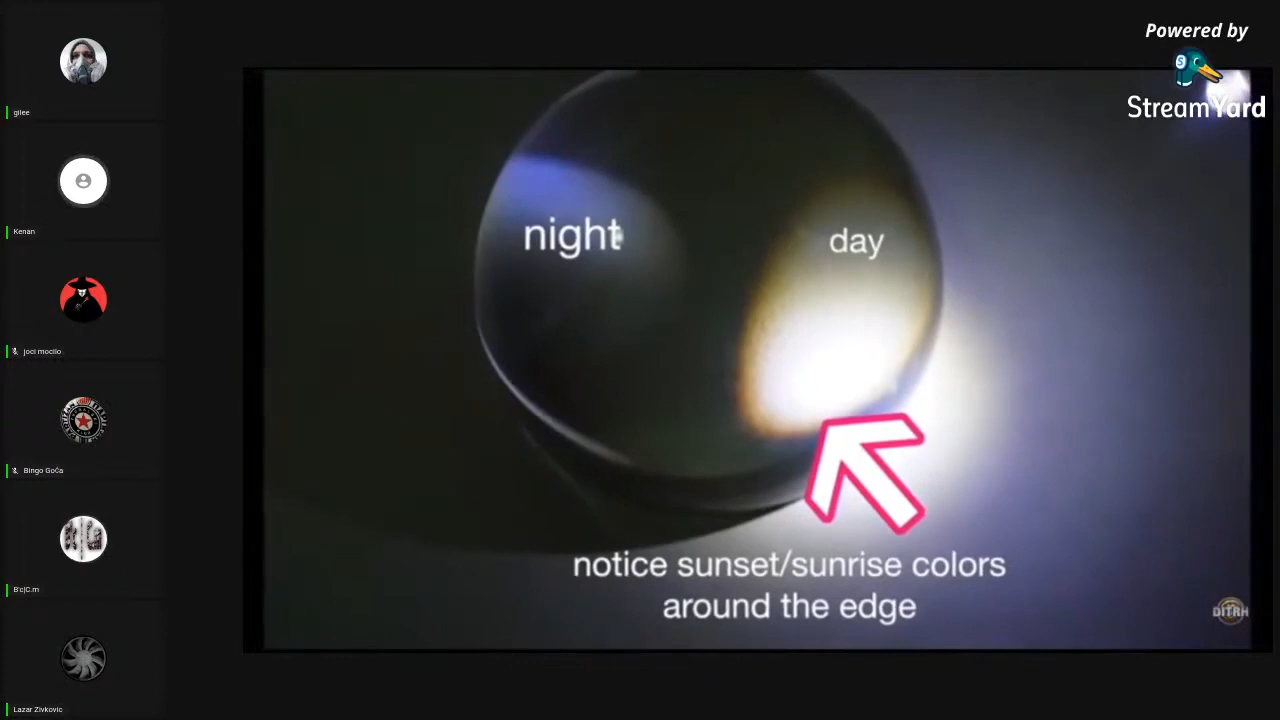 Powered by
StreamYard
gilee
Kenan
joci mocilo
Bingo Goča
B'c|C.m
Lazar Zivkovic
night
day
notice sunset/sunrise colors
around the edge
DITRH